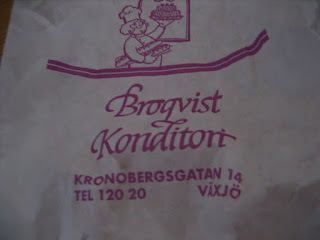 Broqvist
Konditori
KRONOBERGSGATAN 14
TEL 120 20 VÄXJÖ